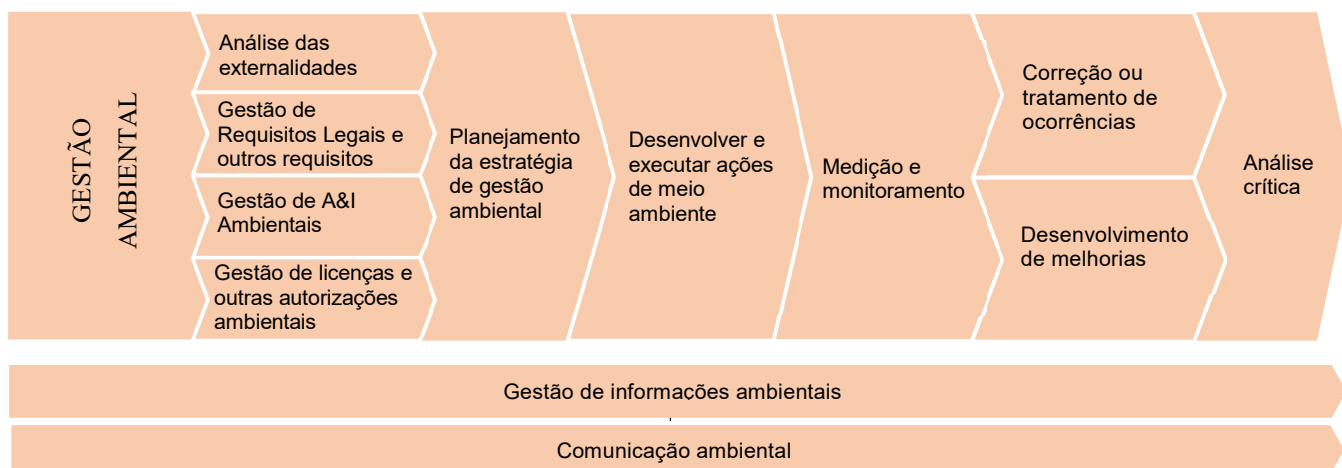 GESTÃO
AMBIENTAL
Análise das
externalidades
Gestão de
Requisitos Legais e
outros requisitos
Gestão de A&I
Ambientais
Gestão de licenças e
outras autorizações
ambientais
Planejamento
da estratégia
de gestão
ambiental
Desenvolver e
executar ações
de meio
ambiente
Medição e
monitoramento
Correção ou
tratamento de
ocorrências
Desenvolvimento
de melhorias
Análise
crítica
Gestão de informações ambientais
Comunicação ambiental